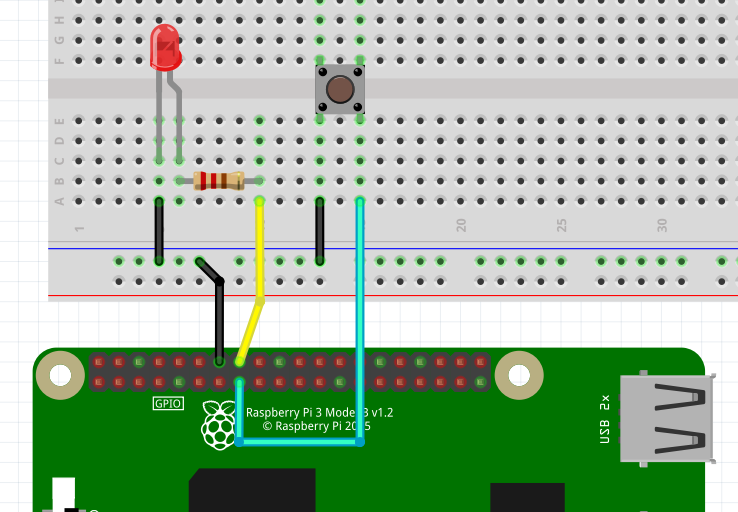 H
G
F
E
D
C
B
A
1
20
25
30
GPIO
Raspberry Pi 3 Model B v1.2
© Raspberry Pi 2015
USB 2x